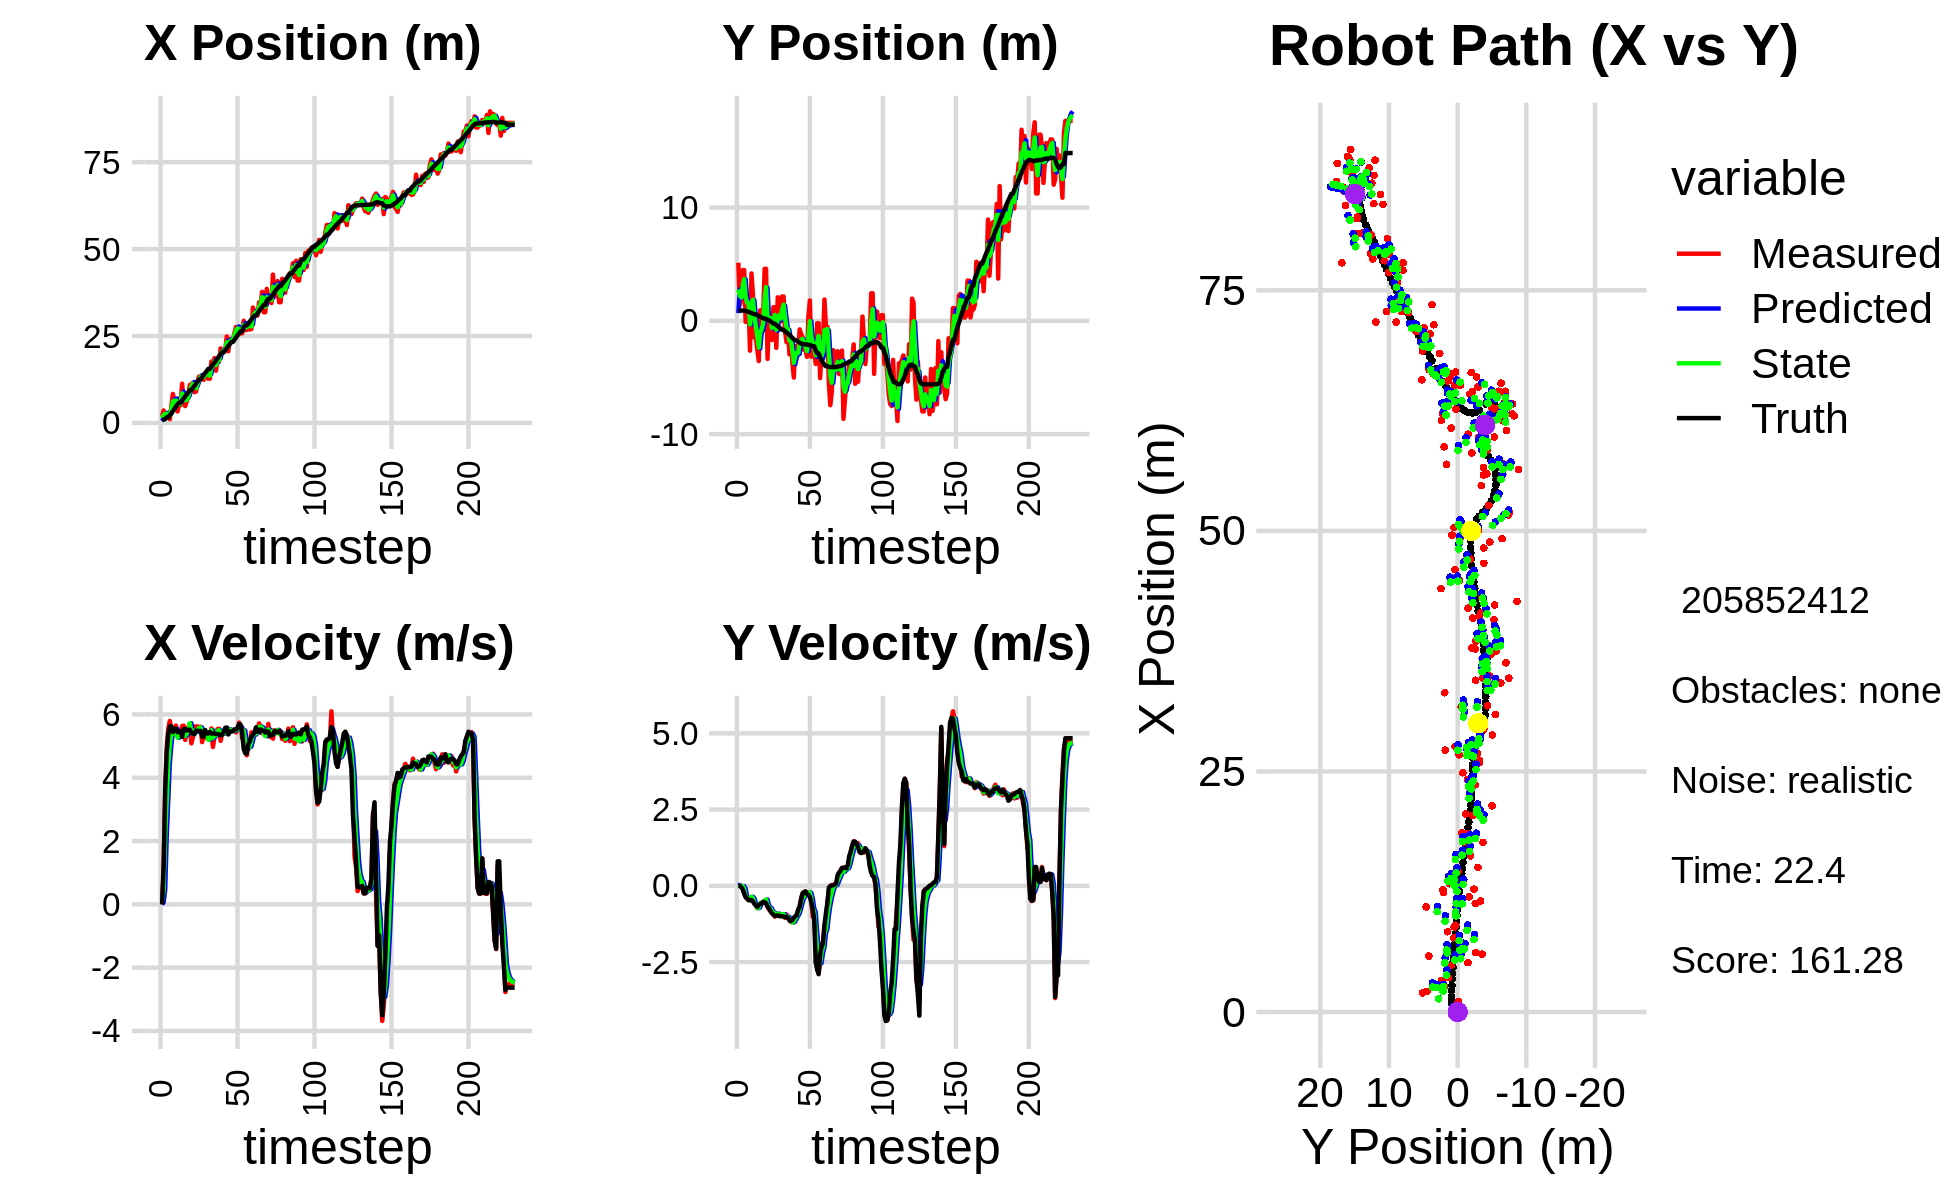 X Position (m)
75
50
25
0
0
50
100
150
200
timestep
Y Position (m)
10
0
-10
0
50
100
150
200
timestep
X Velocity (m/s)
6
4
2
0
-2
-4
0
50
100
150
200
timestep
Y Velocity (m/s)
5.0
2.5
0.0
-2.5
0
50
100
150
200
timestep
Robot Path (X vs Y)
X Position (m)
75
50
25
0
20 10 0 -10 -20
Y Position (m)
variable
Measured
Predicted
State
Truth
205852412
Obstacles: none
Noise: realistic
Time: 22.4
Score: 161.28